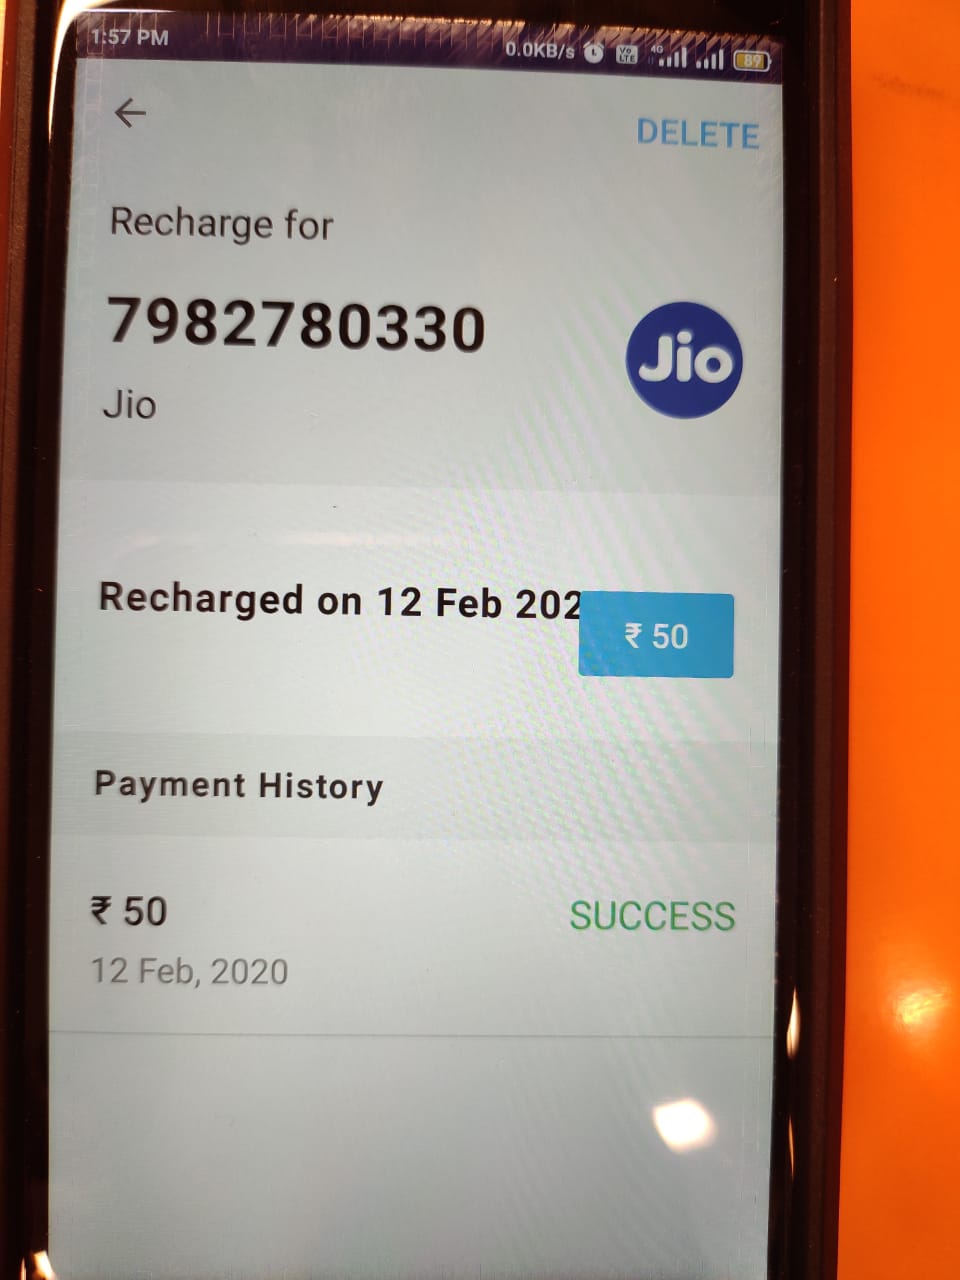 1:57 PM
0.0KB/s VO LTE 4G 89
DELETE
Recharge for
7982780330
Jio
Jio
Recharged on 12 Feb 202
₹ 50
Payment History
₹ 50
SUCCESS
12 Feb, 2020